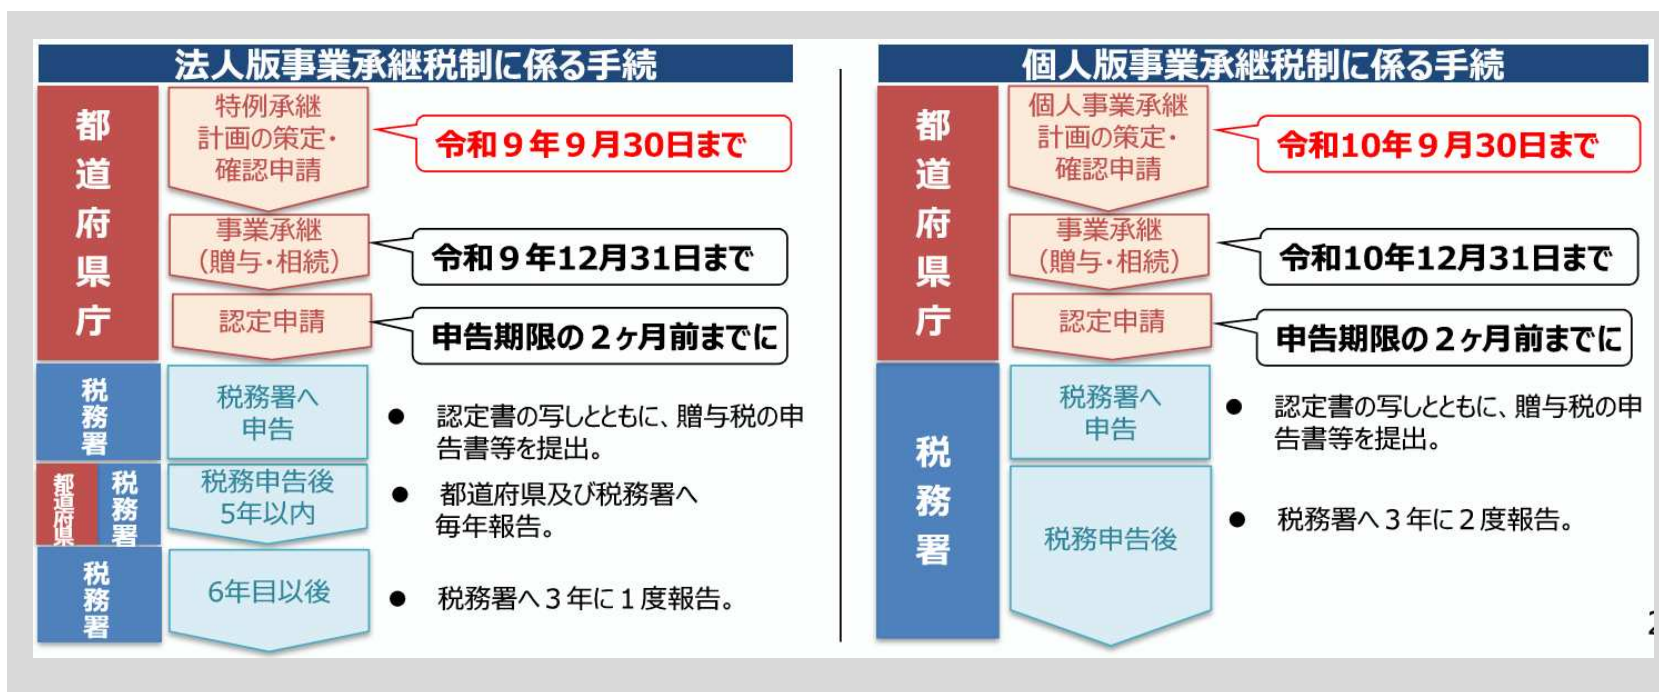 法人版事業承継税制に係る手続
都道府県庁
特例承継
計画の策定・
確認申請
令和９年９月30日まで
事業承継
(贈与・相続)
令和９年12月31日まで
認定申請
申告期限の２ヶ月前までに
税務署
税務署へ
申告
● 認定書の写しとともに、贈与税の申
告書等を提出。
都道府県
税務署
税務申告後
5年以内
● 都道府県及び税務署へ
毎年報告。
税務署
6年目以後
● 税務署へ３年に１度報告。
個人版事業承継税制に係る手続
都道府県庁
個人事業承継
計画の策定・
確認申請
令和10年９月30日まで
事業承継
(贈与・相続)
令和10年12月31日まで
認定申請
申告期限の２ヶ月前までに
税務署
税務署へ
申告
● 認定書の写しとともに、贈与税の申
告書等を提出。
税務申告後
● 税務署へ３年に２度報告。